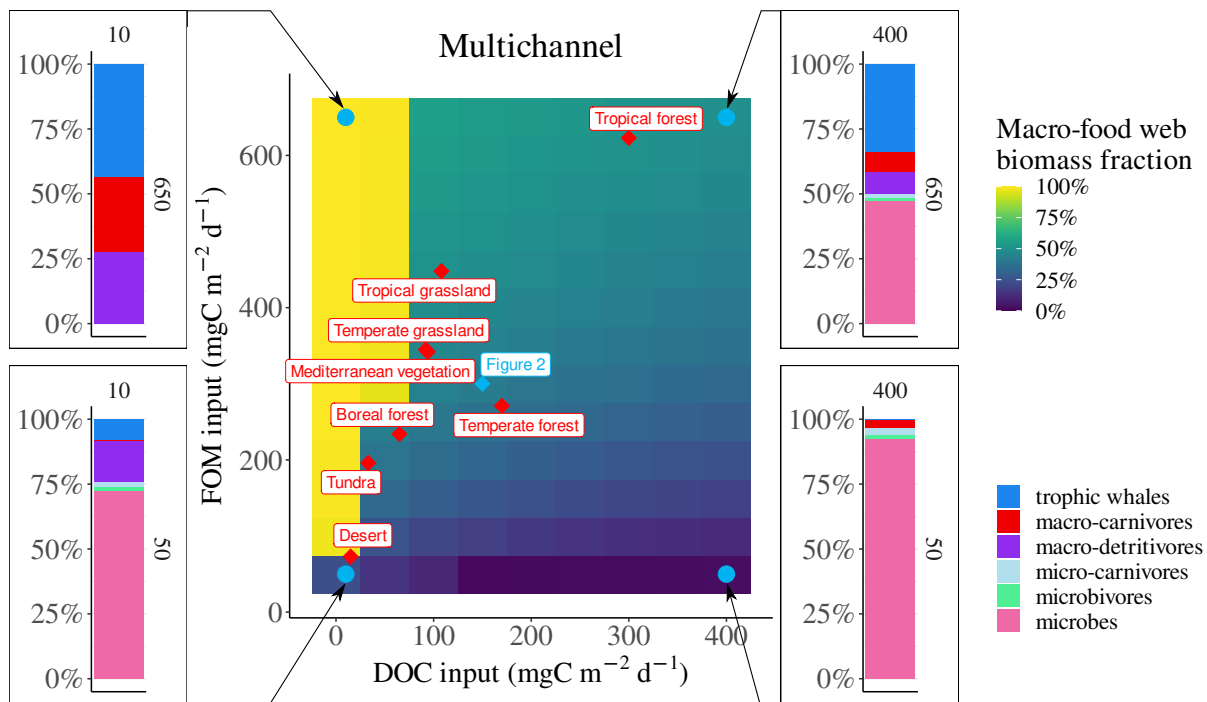 10
100%
75%
50%
25%
0%
650
10
100%
75%
50%
25%
0%
50
Multichannel
FOM input (mgC m−2 d−1)
600
400
200
0
0
100
200
300
400
DOC input (mgC m−2 d−1)
Tropical forest
Tropical grassland
Temperate grassland
Figure 2
Mediterranean vegetation
Boreal forest
Temperate forest
Tundra
Desert
400
100%
75%
50%
25%
0%
650
400
100%
75%
50%
25%
0%
50
Macro-food web
biomass fraction
100%
75%
50%
25%
0%
trophic whales
macro-carnivores
macro-detritivores
micro-carnivores
microbivores
microbes